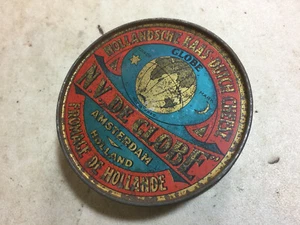 HOLLANDSCHE KAAS DUTCH CHEESE
GLOBE
N.V. DE GLOBE
AMSTERDAM
HOLLAND
FROMAGE DE HOLLANDE